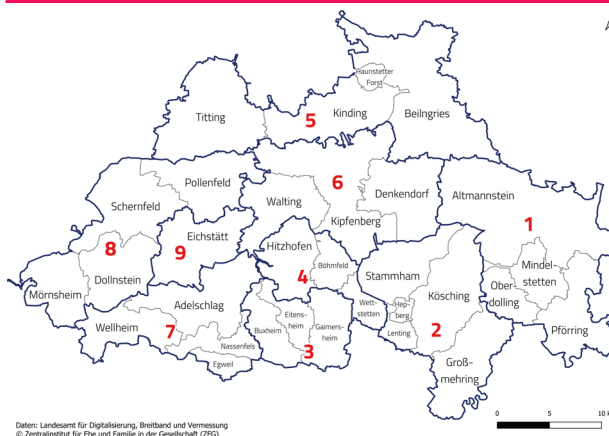 A
Haunstetter
Forst
Titting
5
Kinding
Beilngries
Pollenfeld
6
Schernfeld
Walting
Denkendorf
Altmannstein
Kipfenberg
1
8
9
Eichstätt
Hitzhofen
Dollnstein
4
Böhmfeld
Stammham
Mindel-
stetten
Ober-
dolling
Mörnsheim
Adelschlag
Wett-
stetten
Hep-
berg
Kösching
Wellheim
7
Nassenfels
Buxheim
Eitens-
heim
Gaimers-
heim
3
Lenting
2
Pförring
Egweil
Groß-
mehring
0 5 10 k
Daten: Landesamt für Digitalisierung, Breitband und Vermessung
© Zentralinstitut für Ehe und Familie in der Gesellschaft (ZFG)